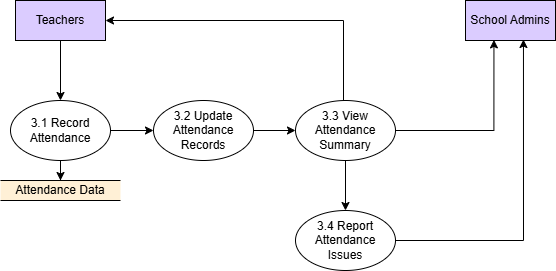 Teachers
School Admins
3.1 Record
Attendance
3.2 Update
Attendance
Records
3.3 View
Attendance
Summary
Attendance Data
3.4 Report
Attendance
Issues